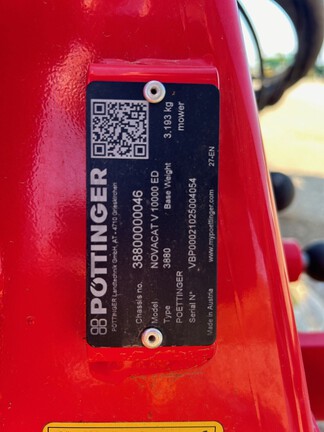 PÖTTINGER
PÖTTINGER Landtechnik GmbH, AT - 4710 Grieskirchen
Chassis no. 38800000046
Model NOVACAT V 10000 ED
Type 3880 Base Weight 3.193 kg
POETTINGER mower
Serial N° VBP00021025004054
Made in Austria www.mypoettinger.com 27-EN